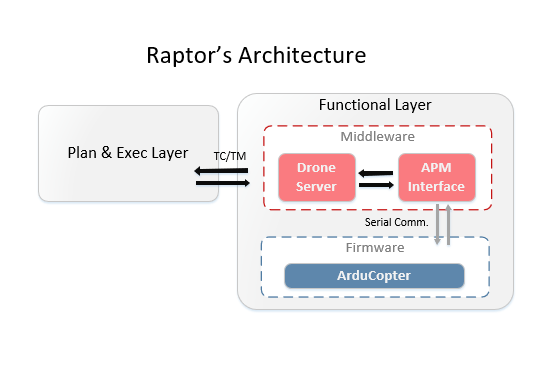 Raptor's Architecture
Functional Layer
Middleware
Plan & Exec Layer
TC/TM
Drone
Server
APM
Interface
Serial Comm.
Firmware
ArduCopter